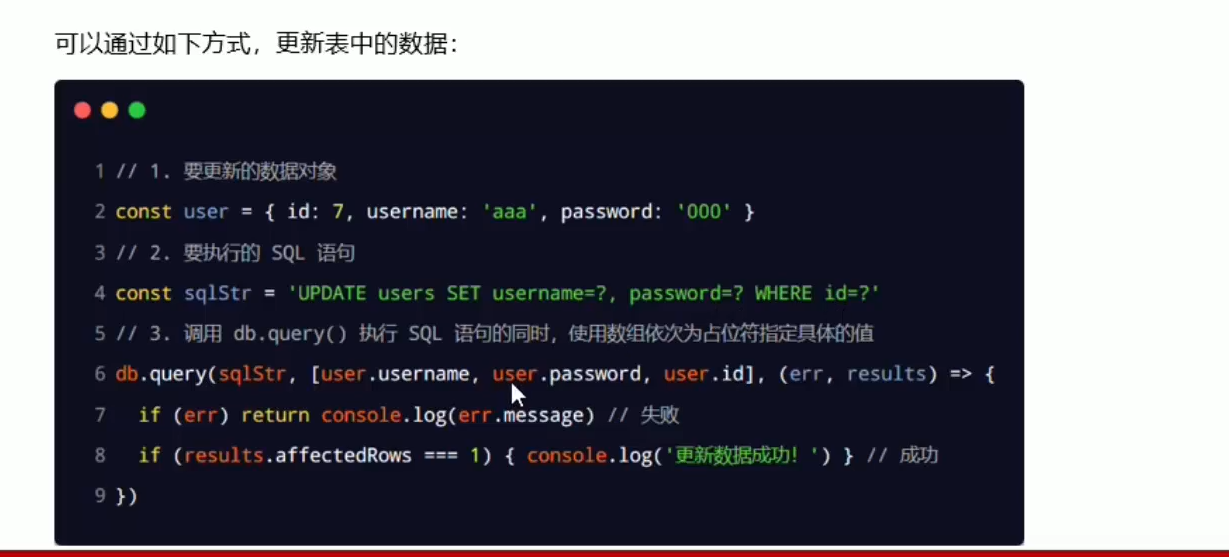 可以通过如下方式，更新表中的数据：
1 // 1. 要更新的数据对象
2 const user = { id: 7, username: 'aaa', password: '000' }
3 // 2. 要执行的 SQL 语句
4 const sqlStr = 'UPDATE users SET username=?, password=? WHERE id=?'
5 // 3. 调用 db.query() 执行 SQL 语句的同时，使用数组依次为占位符指定具体的值
6 db.query(sqlStr, [user.username, user.password, user.id], (err, results) => {
7   if (err) return console.log(err.message) // 失败
8   if (results.affectedRows === 1) { console.log('更新数据成功！') } // 成功
9 })